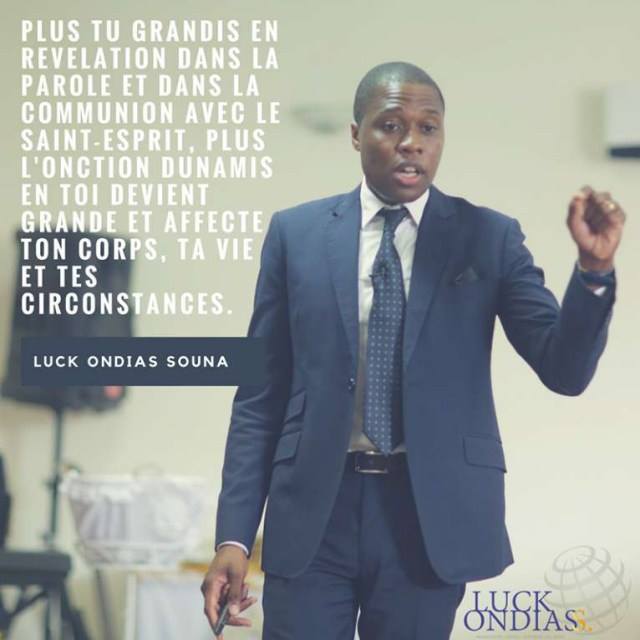 PLUS TU GRANDIS EN
REVELATION DANS LA
PAROLE ET DANS LA
COMMUNION AVEC LE
SAINT-ESPRIT, PLUS
L'ONCTION DUNAMIS
EN TOI DEVIENT
GRANDE ET AFFECTE
TON CORPS, TA VIE
ET TES
CIRCONSTANCES.
LUCK ONDIAS SOUNA
LUCK
ONDIAS S.